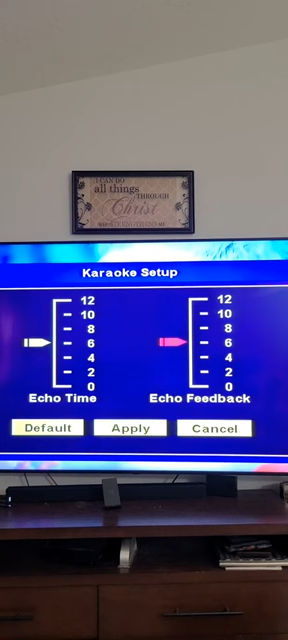 I CAN DO
all things
THROUGH
Christ
Karaoke Setup
12 12
10 10
8 8
6 6
4 4
2 2
0 0
Echo Time Echo Feedback
Default Apply Cancel